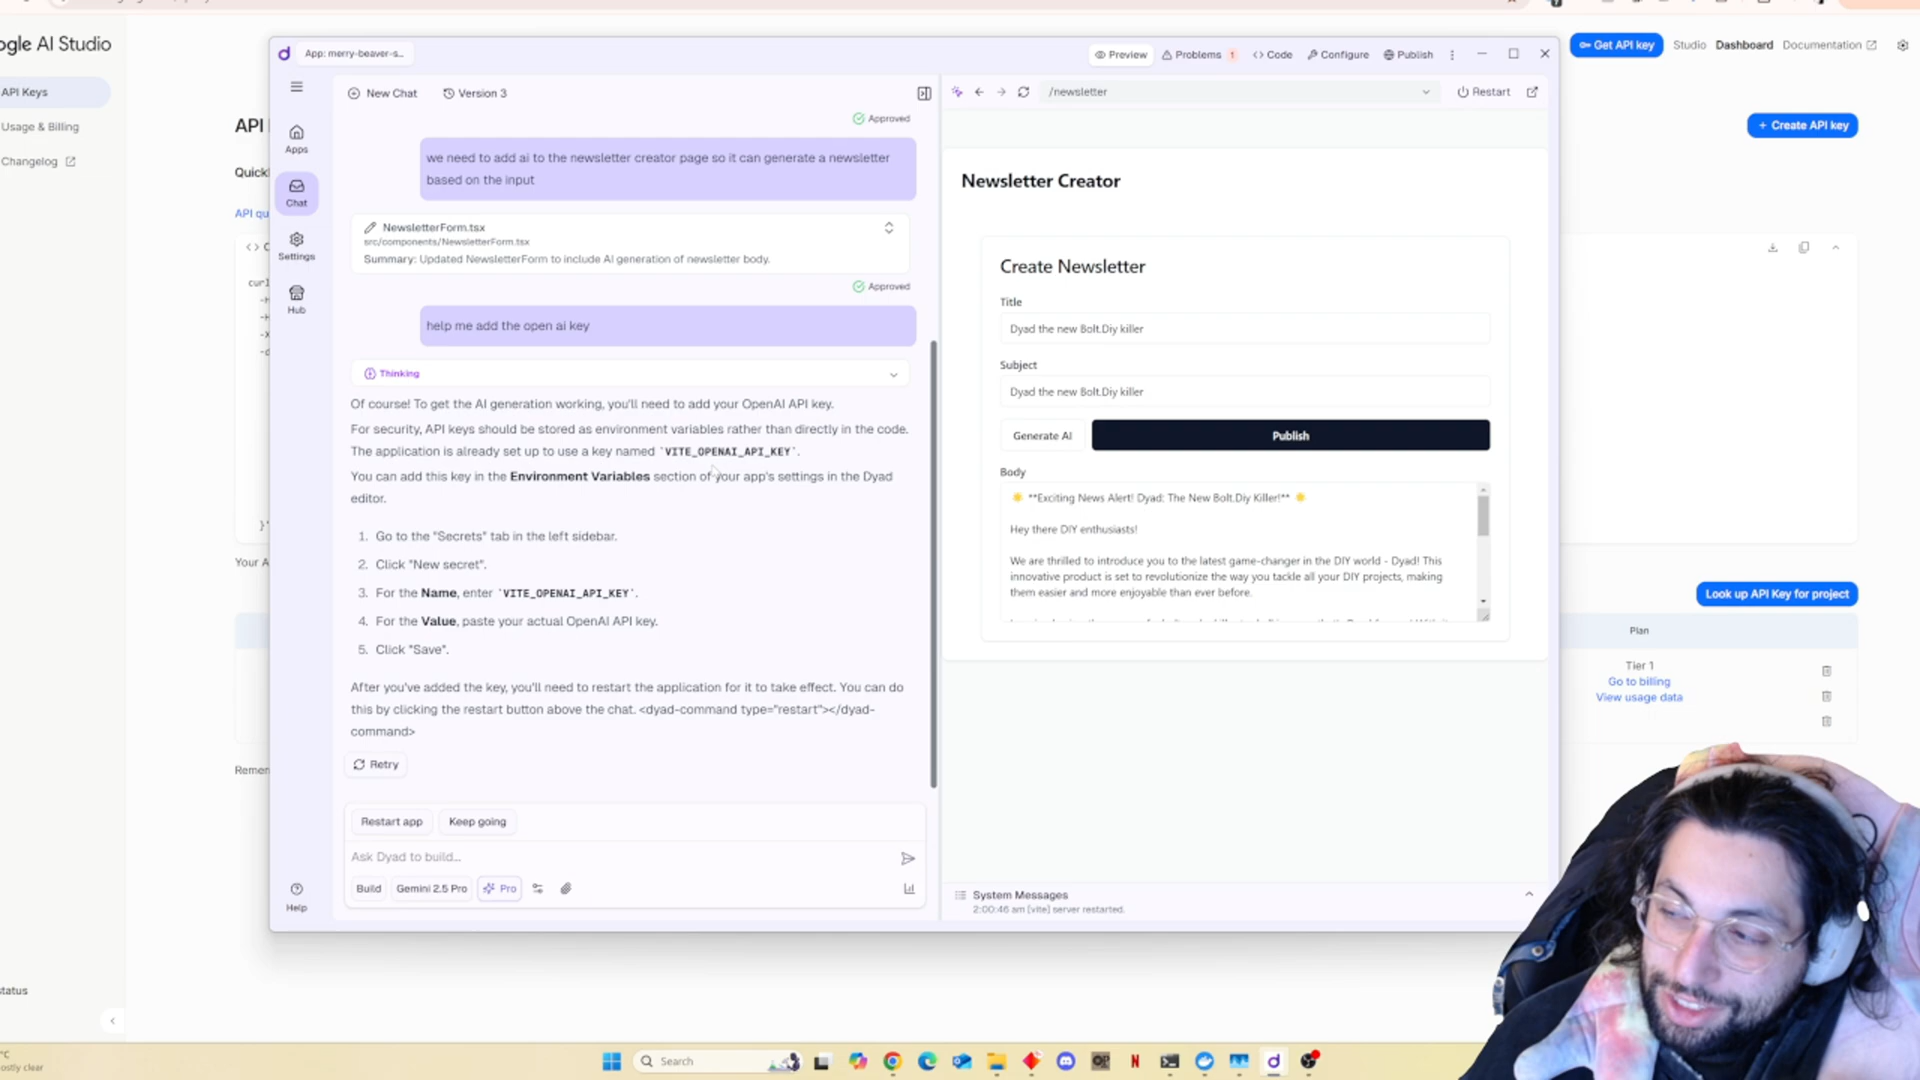 ogle AI Studio
API Keys
Usage & Billing
Changelog
status
°C
ostly clear
API
Quick
API qu
curl
}'
Your A
App: merry-beaver-s...
Preview
Problems
1
Code
Configure
Publish
Get API key
Studio
Dashboard
Documentation
New Chat
Version 3
/newsletter
Restart
Create API key
Apps
Chat
Settings
Hub
Help
Approved
we need to add ai to the newsletter creator page so it can generate a newsletter
based on the input
NewsletterForm.tsx
src/components/NewsletterForm.tsx
Summary: Updated NewsletterForm to include AI generation of newsletter body.
Approved
help me add the open ai key
Thinking
Of course! To get the AI generation working, you'll need to add your OpenAI API key.
For security, API keys should be stored as environment variables rather than directly in the code.
The application is already set up to use a key named `VITE_OPENAI_API_KEY`.
You can add this key in the Environment Variables section of your app's settings in the Dyad
editor.
1. Go to the "Secrets" tab in the left sidebar.
2. Click "New secret".
3. For the Name, enter `VITE_OPENAI_API_KEY`.
4. For the Value, paste your actual OpenAI API key.
5. Click "Save".
After you've added the key, you'll need to restart the application for it to take effect. You can do
this by clicking the restart button above the chat. <dyad-command type="restart"></dyad-
command>
Retry
Restart app
Keep going
Ask Dyad to build...
Build
Gemini 2.5 Pro
Pro
Newsletter Creator
Create Newsletter
Title
Dyad the new Bolt.Diy killer
Subject
Dyad the new Bolt.Diy killer
Generate AI
Publish
Body
**Exciting News Alert! Dyad: The New Bolt.Diy Killer!**
Hey there DIY enthusiasts!
We are thrilled to introduce you to the latest game-changer in the DIY world - Dyad! This
innovative product is set to revolutionize the way you tackle all your DIY projects, making
them easier and more enjoyable than ever before.
System Messages
2:00:46 am [vite] server restarted.
Look up API Key for project
Plan
Tier 1
Go to billing
View usage data
Search